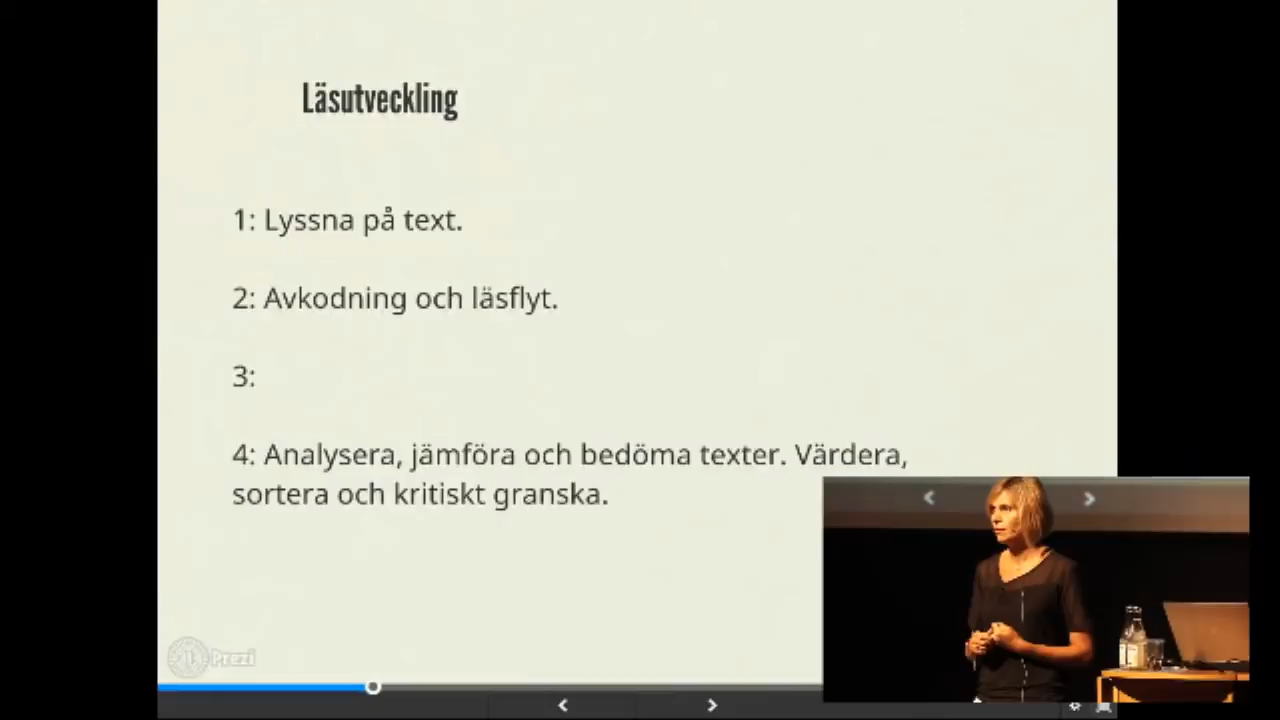 Läsutveckling
1: Lyssna på text.
2: Avkodning och läsflyt.
3:
4: Analysera, jämföra och bedöma texter. Värdera,
sortera och kritiskt granska.
Prezi